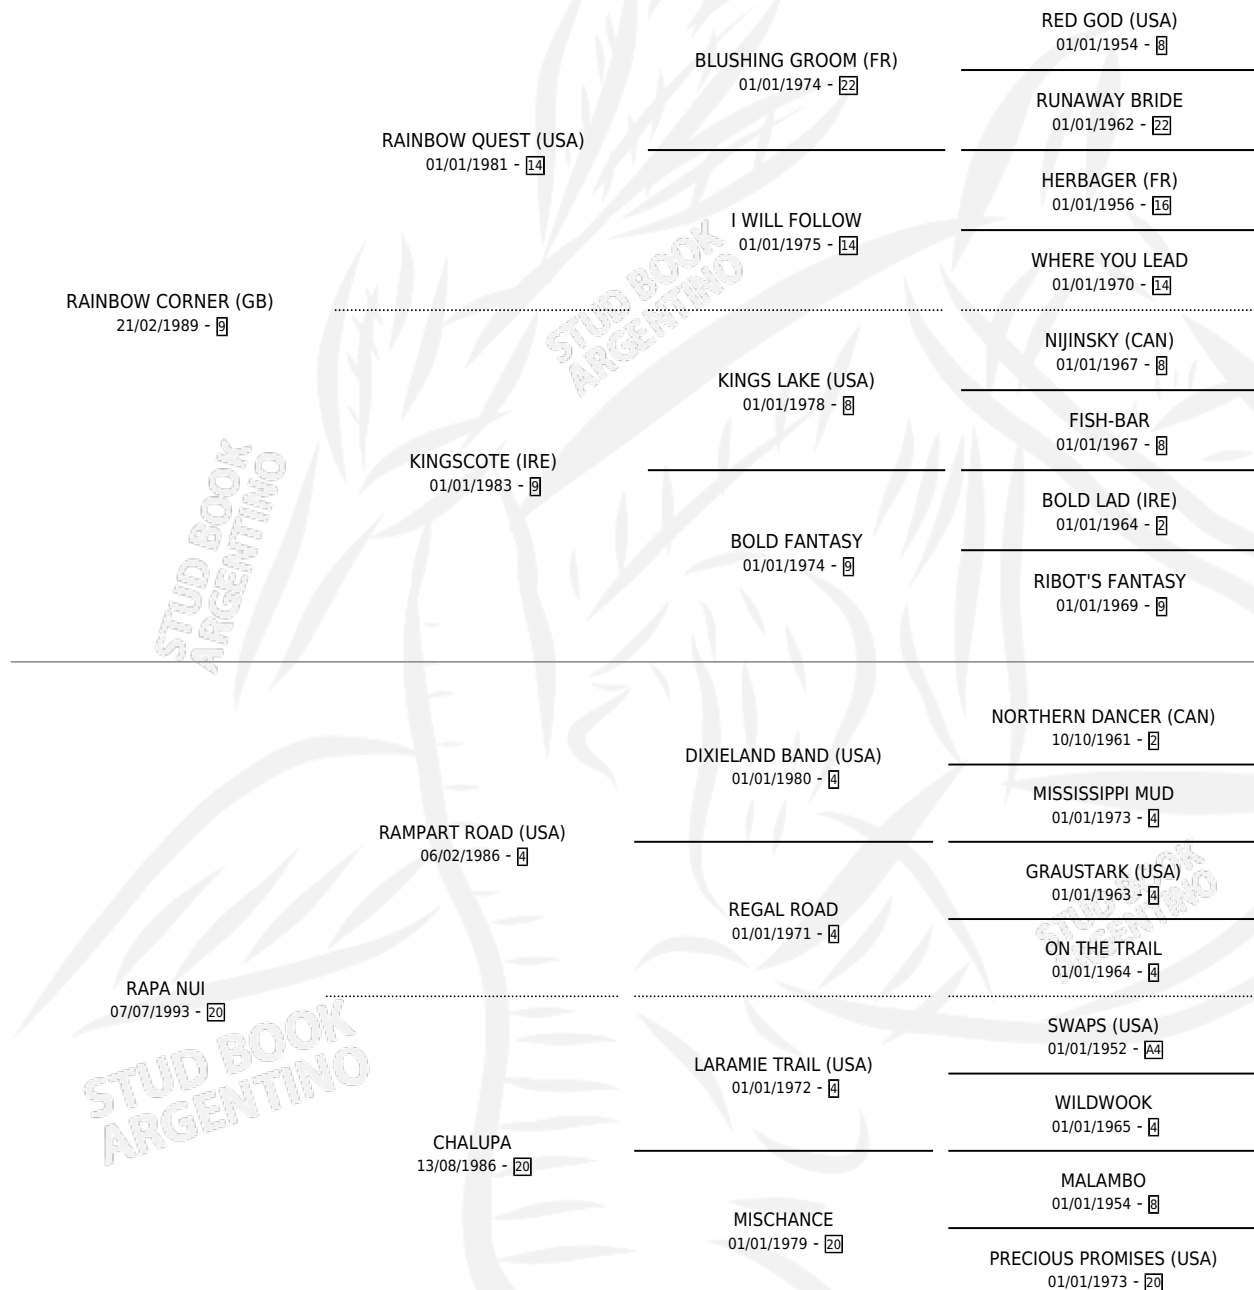 RED GOD (USA)
01/01/1954 - 8
BLUSHING GROOM (FR)
01/01/1974 - 22
RUNAWAY BRIDE
01/01/1962 - 22
RAINBOW QUEST (USA)
01/01/1981 - 14
HERBAGER (FR)
01/01/1956 - 16
I WILL FOLLOW
01/01/1975 - 14
WHERE YOU LEAD
01/01/1970 - 14
RAINBOW CORNER (GB)
21/02/1989 - 9
STUD BOOK
ARGENTINO
NIJINSKY (CAN)
01/01/1967 - 8
KINGS LAKE (USA)
01/01/1978 - 8
FISH-BAR
01/01/1967 - 8
KINGSCOTE (IRE)
01/01/1983 - 9
BOLD LAD (IRE)
01/01/1964 - 2
BOLD FANTASY
01/01/1974 - 9
RIBOT'S FANTASY
01/01/1969 - 9
STUD BOOK
ARGENTINO
NORTHERN DANCER (CAN)
10/10/1961 - 2
DIXIELAND BAND (USA)
01/01/1980 - 4
MISSISSIPPI MUD
01/01/1973 - 4
RAMPART ROAD (USA)
06/02/1986 - 4
GRAUSTARK (USA)
01/01/1963 - 4
REGAL ROAD
01/01/1971 - 4
ON THE TRAIL
01/01/1964 - 4
STUD BOOK
ARGENTINO
RAPA NUI
07/07/1993 - 20
SWAPS (USA)
01/01/1952 - A4
LARAMIE TRAIL (USA)
01/01/1972 - 4
WILDWOOK
01/01/1965 - 4
STUD BOOK
ARGENTINO
CHALUPA
13/08/1986 - 20
MALAMBO
01/01/1954 - 8
MISCHANCE
01/01/1979 - 20
PRECIOUS PROMISES (USA)
01/01/1973 - 20